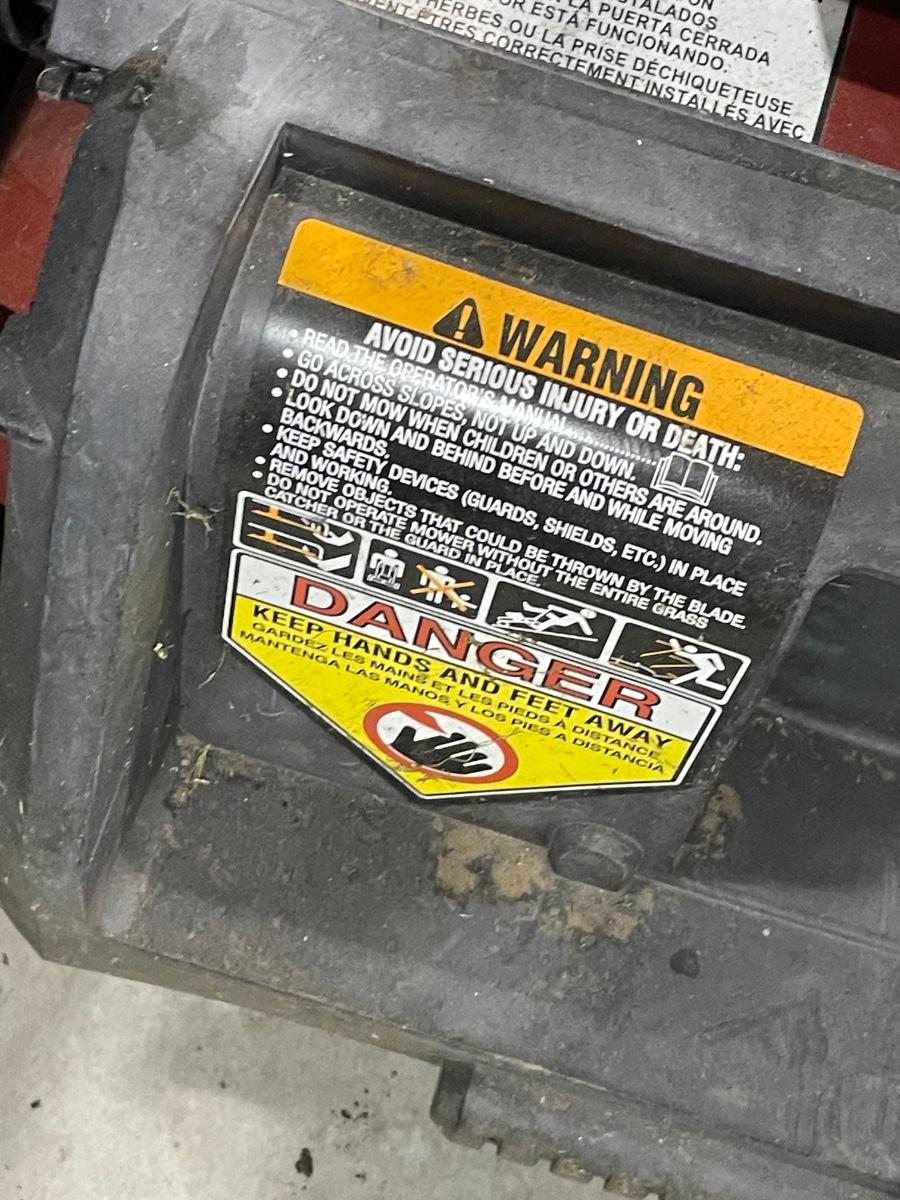 STALADOS
LA PUERTA CERRADA
OR ESTÁ FUNCIONANDO.
HERBES OU LA PRISE DÉCHIQUETEUSE
CORRECTEMENT INSTALLÉS AVEC
WARNING
AVOID SERIOUS INJURY OR DEATH:
• READ THE OPERATOR'S MANUAL
• GO ACROSS SLOPES, NOT UP AND DOWN.
• DO NOT MOW WHEN CHILDREN OR OTHERS ARE AROUND.
• LOOK DOWN AND BEHIND BEFORE AND WHILE MOVING
BACKWARDS.
• KEEP SAFETY DEVICES (GUARDS, SHIELDS, ETC.) IN PLACE
AND WORKING.
• REMOVE OBJECTS THAT COULD BE THROWN BY THE BLADE.
• DO NOT OPERATE MOWER WITHOUT THE ENTIRE GRASS
CATCHER OR THE GUARD IN PLACE.
DANGER
KEEP HANDS AND FEET AWAY
GARDEZ LES MAINS ET LES PIEDS À DISTANCE
MANTENGA LAS MANOS Y LOS PIES A DISTANCIA